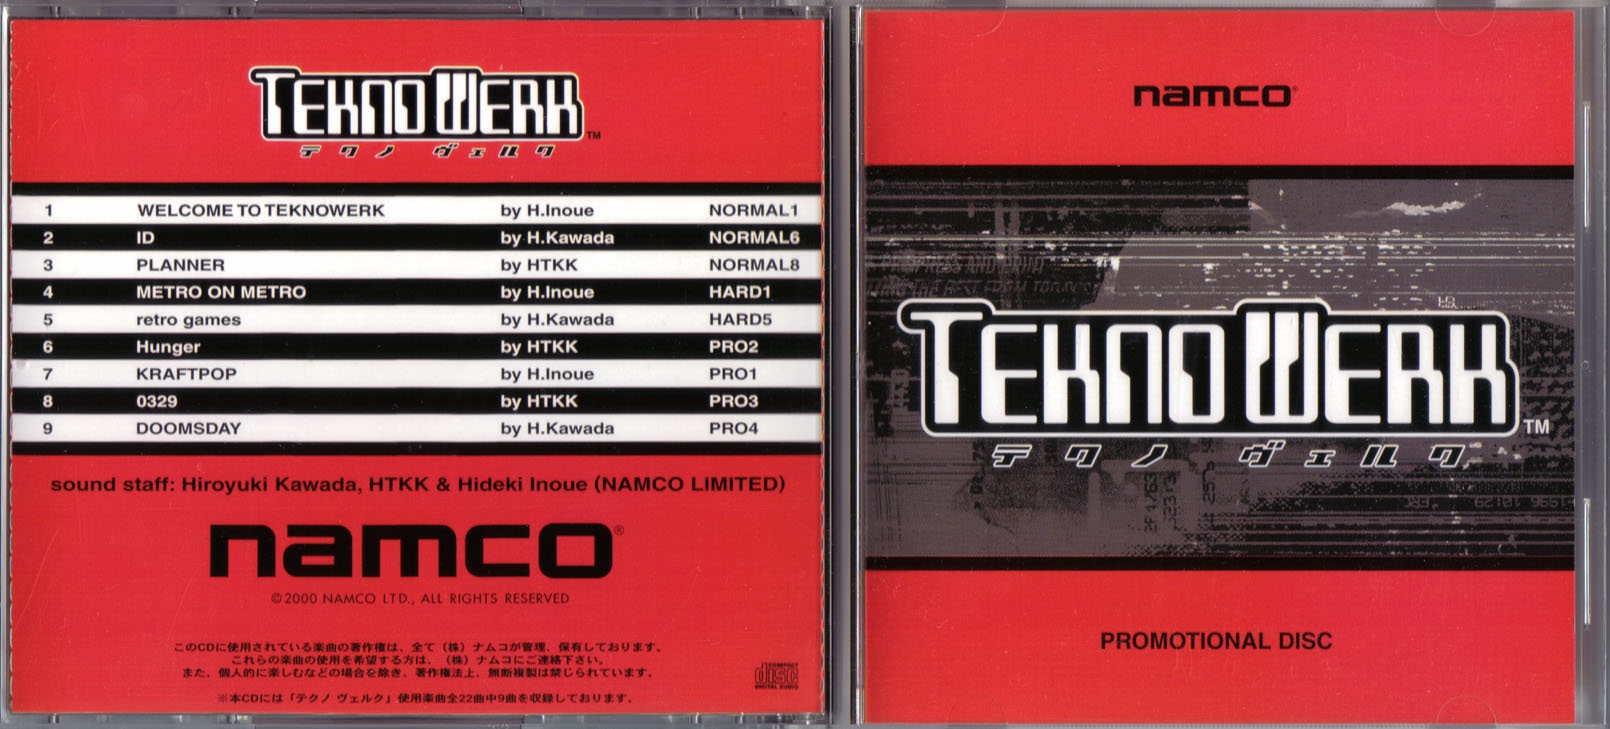 TEKNOWERK TM
テクノ ヴェルク
1 WELCOME TO TEKNOWERK by H.Inoue NORMAL1
2 ID by H.Kawada NORMAL6
3 PLANNER by HTKK NORMAL8
4 METRO ON METRO by H.Inoue HARD1
5 retro games by H.Kawada HARD5
6 Hunger by HTKK PRO2
7 KRAFTPOP by H.Inoue PRO1
8 0329 by HTKK PRO3
9 DOOMSDAY by H.Kawada PRO4
sound staff: Hiroyuki Kawada, HTKK & Hideki Inoue (NAMCO LIMITED)
namco®
©2000 NAMCO LTD., ALL RIGHTS RESERVED
このCDに使用されている楽曲の著作権は、全て（株）ナムコが管理、保有しております。
これらの楽曲の使用を希望する方は、（株）ナムコにご連絡下さい。
また、個人的に楽しむなどの場合を除き、著作権法上、無断複製は禁じられています。
※本CDには「テクノ ヴェルク」使用楽曲全22曲中9曲を収録しております。
COMPACT
disc
DIGITAL AUDIO
namco®
TEKNOWERK TM
テクノ ヴェルク
PROMOTIONAL DISC